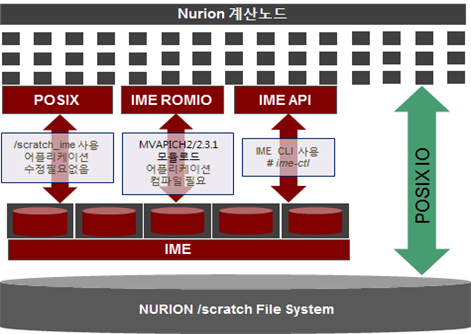 Nurion 계산노드
POSIX
IME ROMIO
IME API
/scratch_ime 사용
어플리케이션
수정필요없음
MVAPICH2/2.3.1
모듈로드
어플리케이션
컴파일 필요
IME CLI 사용
# ime-ctl
POSIX IO
IME
NURION /scratch File System